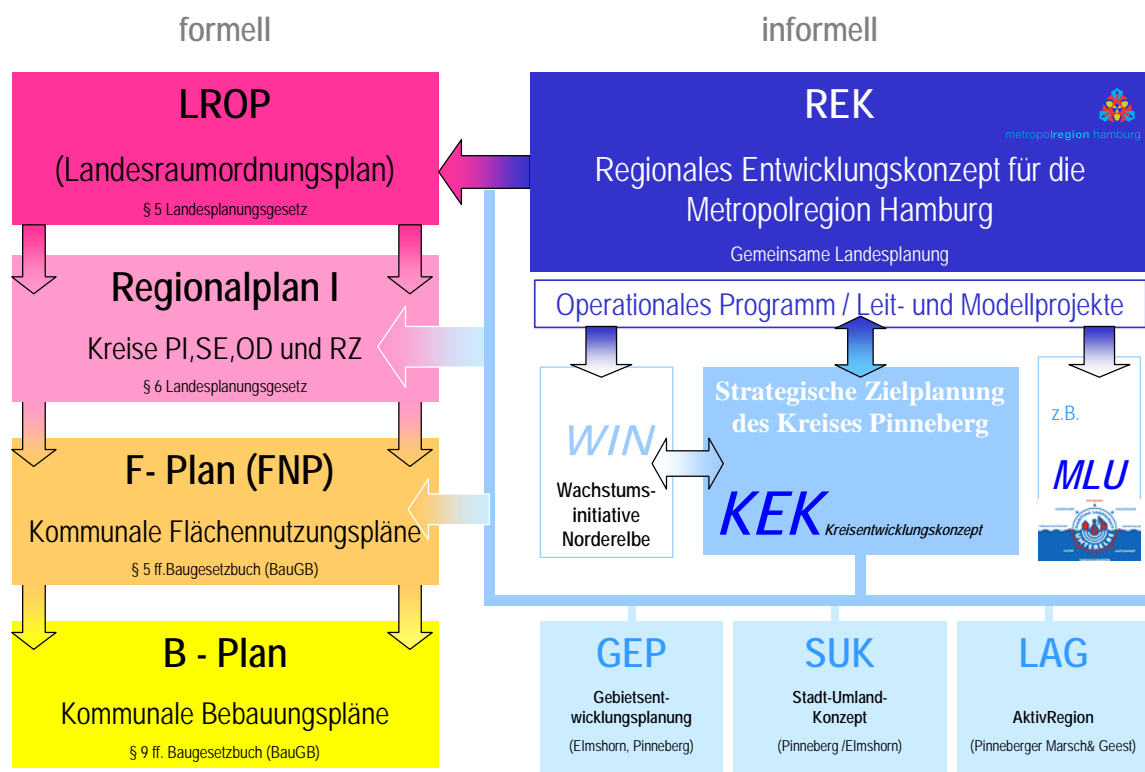 formell
informell
LROP
(Landesraumordnungsplan)
§ 5 Landesplanungsgesetz
Regionalplan I
Kreise PI,SE,OD und RZ
§ 6 Landesplanungsgesetz
F- Plan (FNP)
Kommunale Flächennutzungspläne
§ 5 ff.Baugesetzbuch (BauGB)
B - Plan
Kommunale Bebauungspläne
§ 9 ff. Baugesetzbuch (BauGB)
REK
metropolregion hamburg
Regionales Entwicklungskonzept für die
Metropolregion Hamburg
Gemeinsame Landesplanung
Operationales Programm / Leit- und Modellprojekte
WIN
Wachstums-
initiative
Norderelbe
Strategische Zielplanung
des Kreises Pinneberg
KEK Kreisentwicklungskonzept
z.B.
MLU
UNTERELBE
GEP
Gebietsent-
wicklungsplanung
(Elmshorn, Pinneberg)
SUK
Stadt-Umland-
Konzept
(Pinneberg /Elmshorn)
LAG
AktivRegion
(Pinneberger Marsch& Geest)